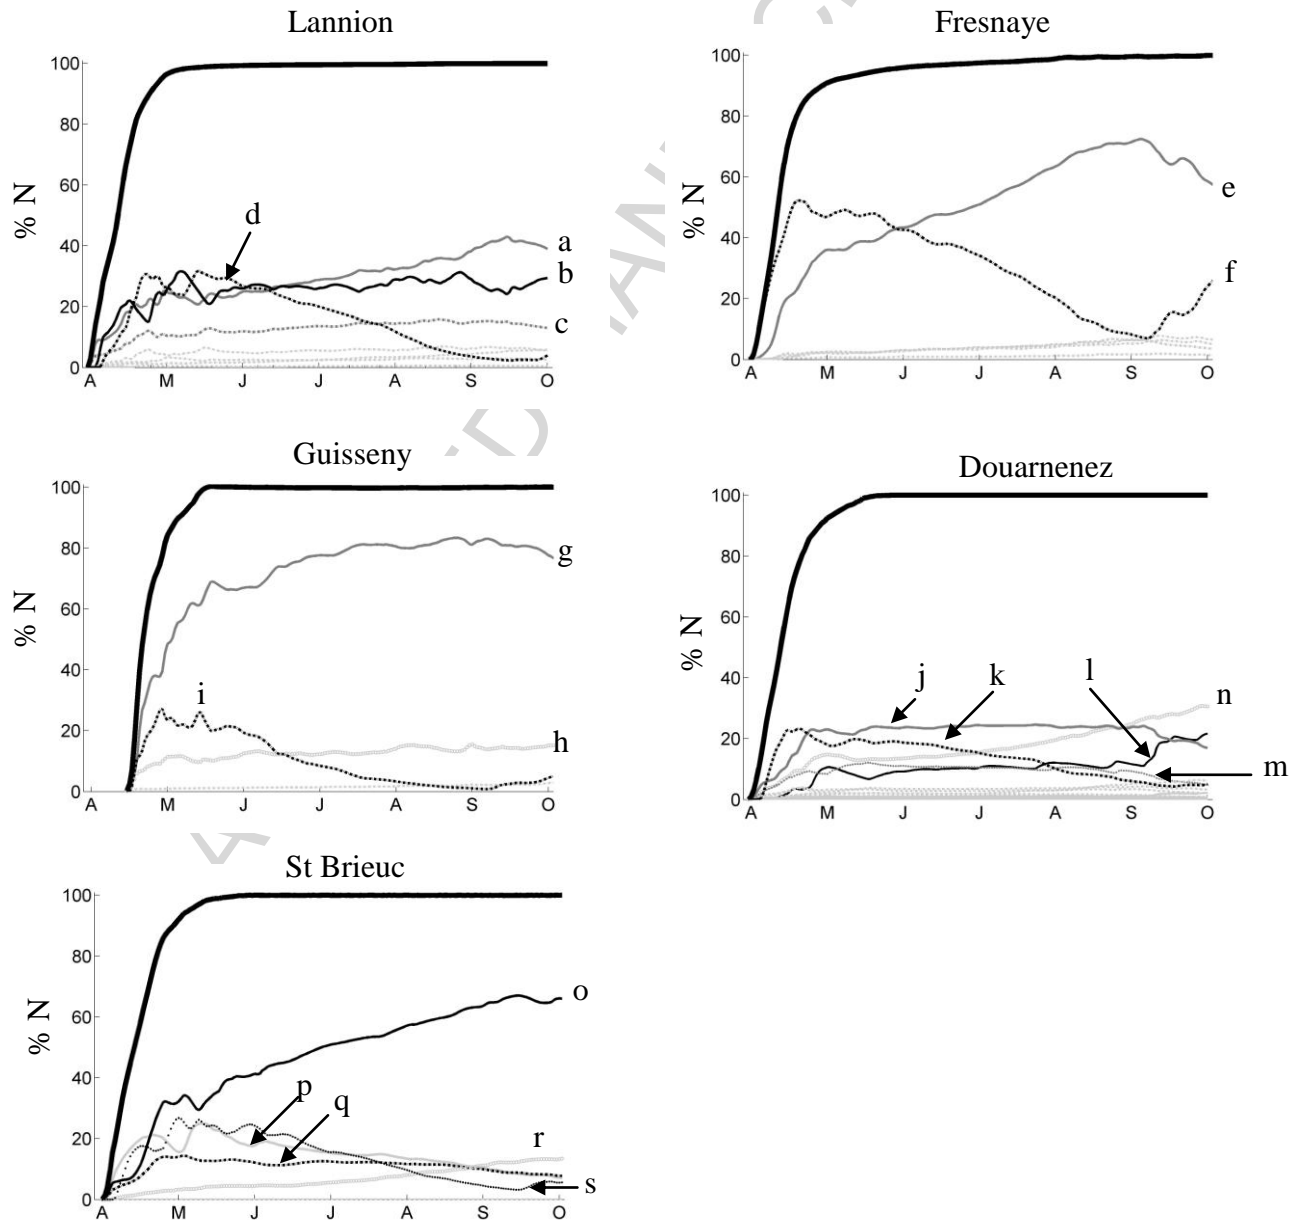 Lannion
100
80
60
40
20
0
% N
A M J J A S O
d
a
b
c
Fresnaye
100
80
60
40
20
0
% N
A M J J A S O
e
f
Guisseny
100
80
60
40
20
0
% N
A M J J A S O
g
i
h
Douarnenez
100
80
60
40
20
0
% N
A M J J A S O
j
k
l
n
m
St Brieuc
100
80
60
40
20
0
% N
A M J J A S O
o
p
q
r
s